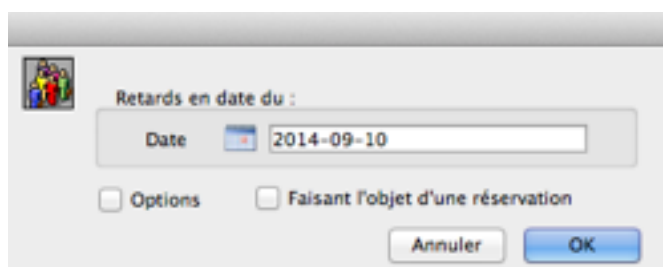 Retards en date du :
Date 2014-09-10
Options Faisant l'objet d'une réservation
Annuler OK